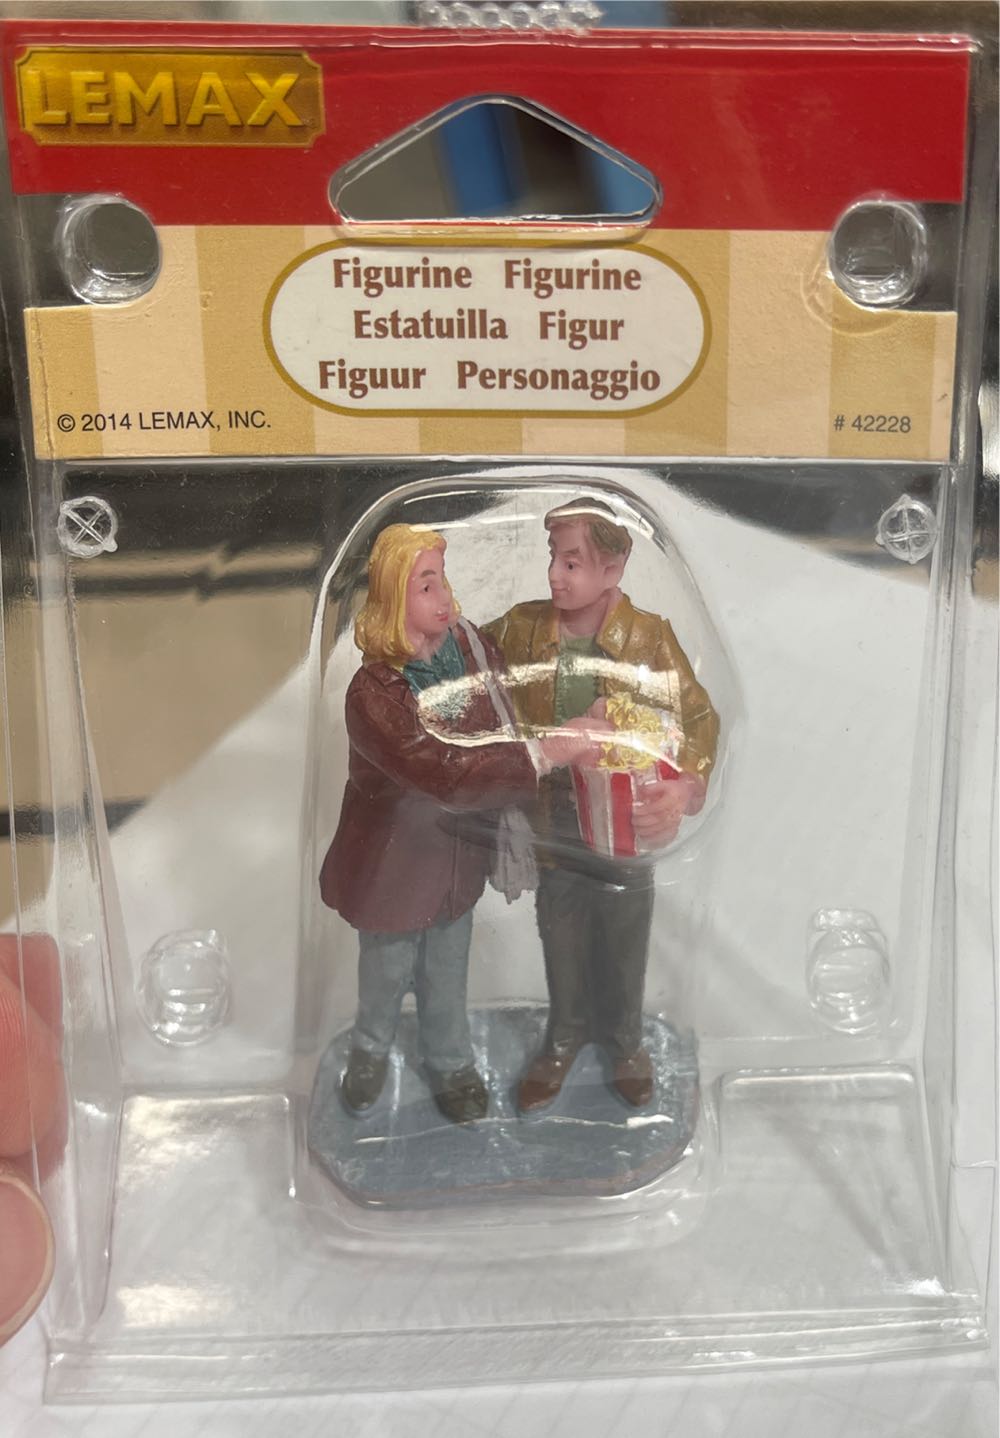 LEMAX
Figurine Figurine
Estatuilla Figur
Figuur Personaggio
© 2014 LEMAX, INC.
# 42228